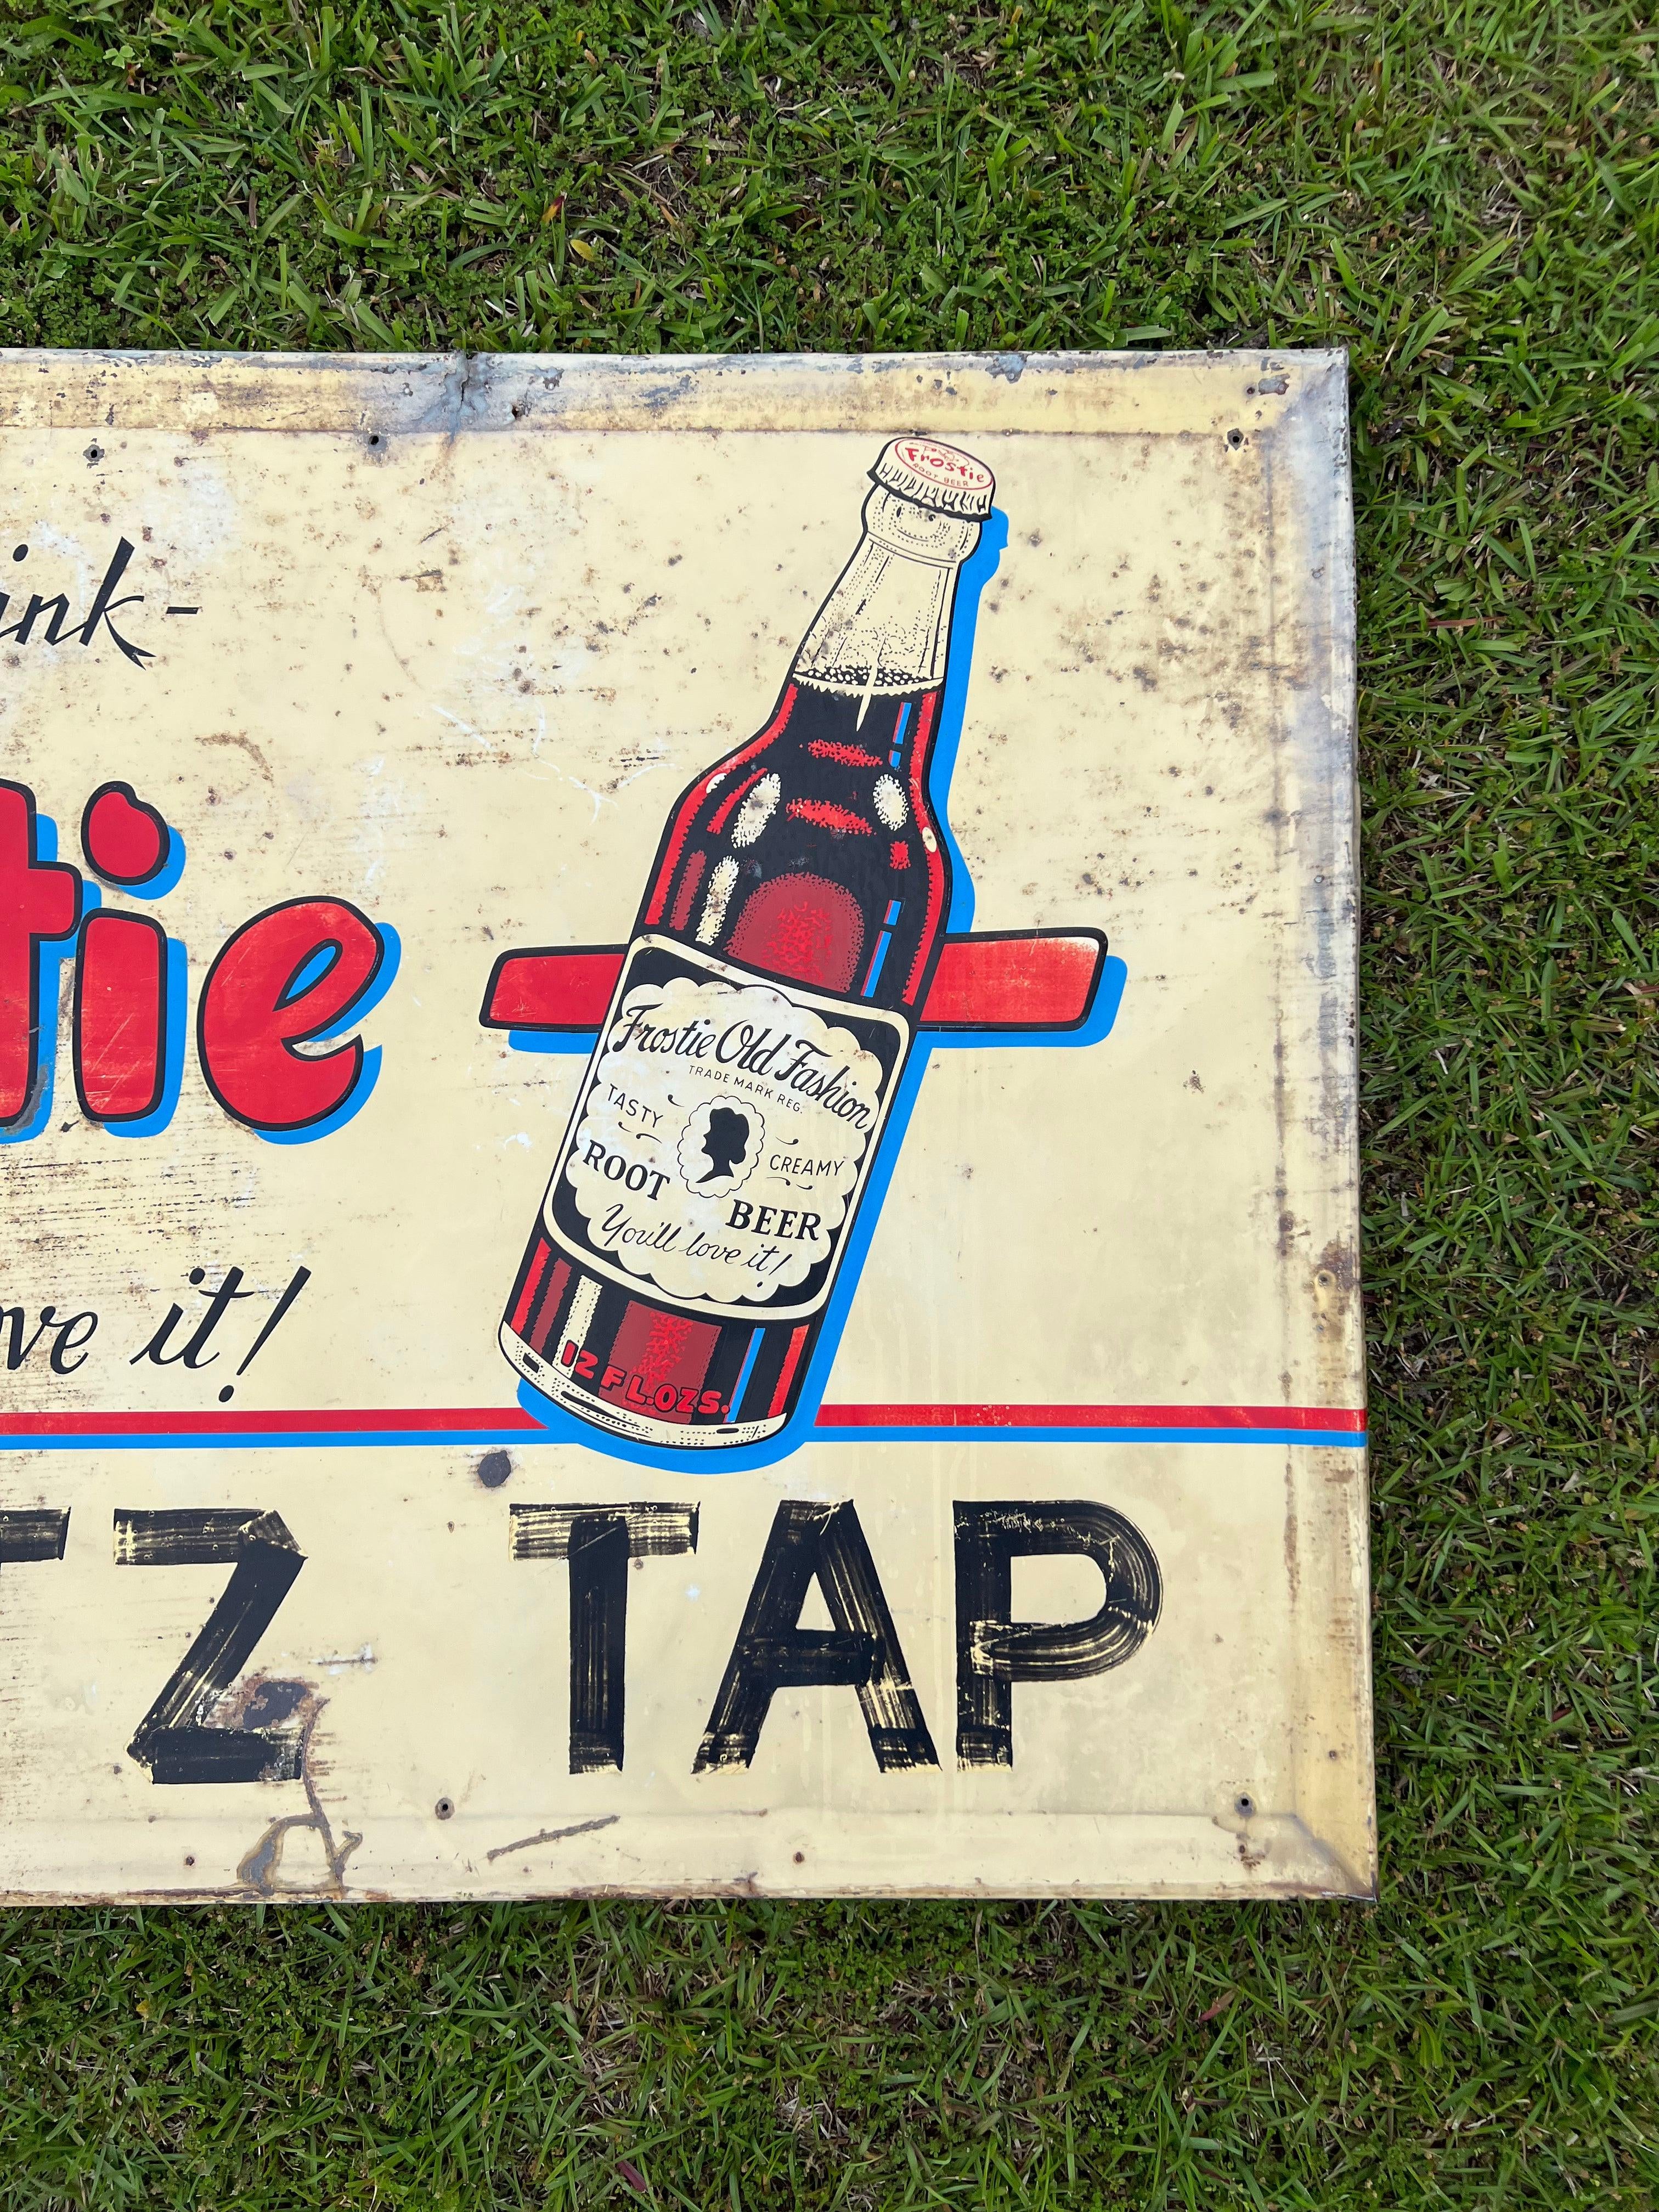 Frostie
ROOT BEER
ink-
tie
Frostie Old Fashion
TRADE MARK REG.
TASTY
CREAMY
ROOT
BEER
You'll love it!
ve it!
12 FL.OZS.
TZ TAP